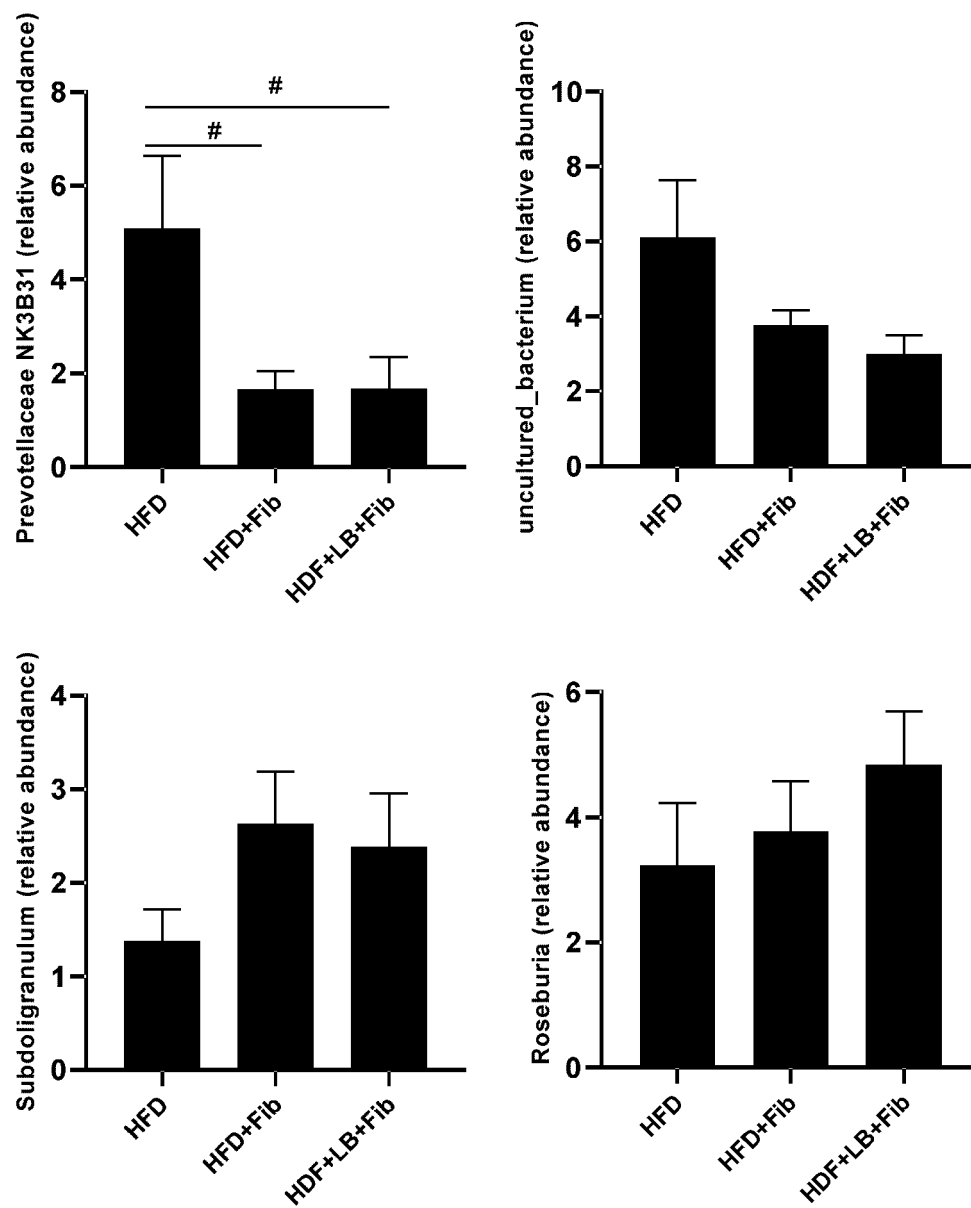 Prevotellaceae NK3B31 (relative abundance)
8
6
4
2
0
#
#
HFD
HFD+Fib
HDF+LB+Fib
uncultured_bacterium (relative abundance)
10
8
6
4
2
0
HFD
HFD+Fib
HDF+LB+Fib
Subdoligranulum (relative abundance)
4
3
2
1
0
HFD
HFD+Fib
HDF+LB+Fib
Roseburia (relative abundance)
6
4
2
0
HFD
HFD+Fib
HDF+LB+Fib